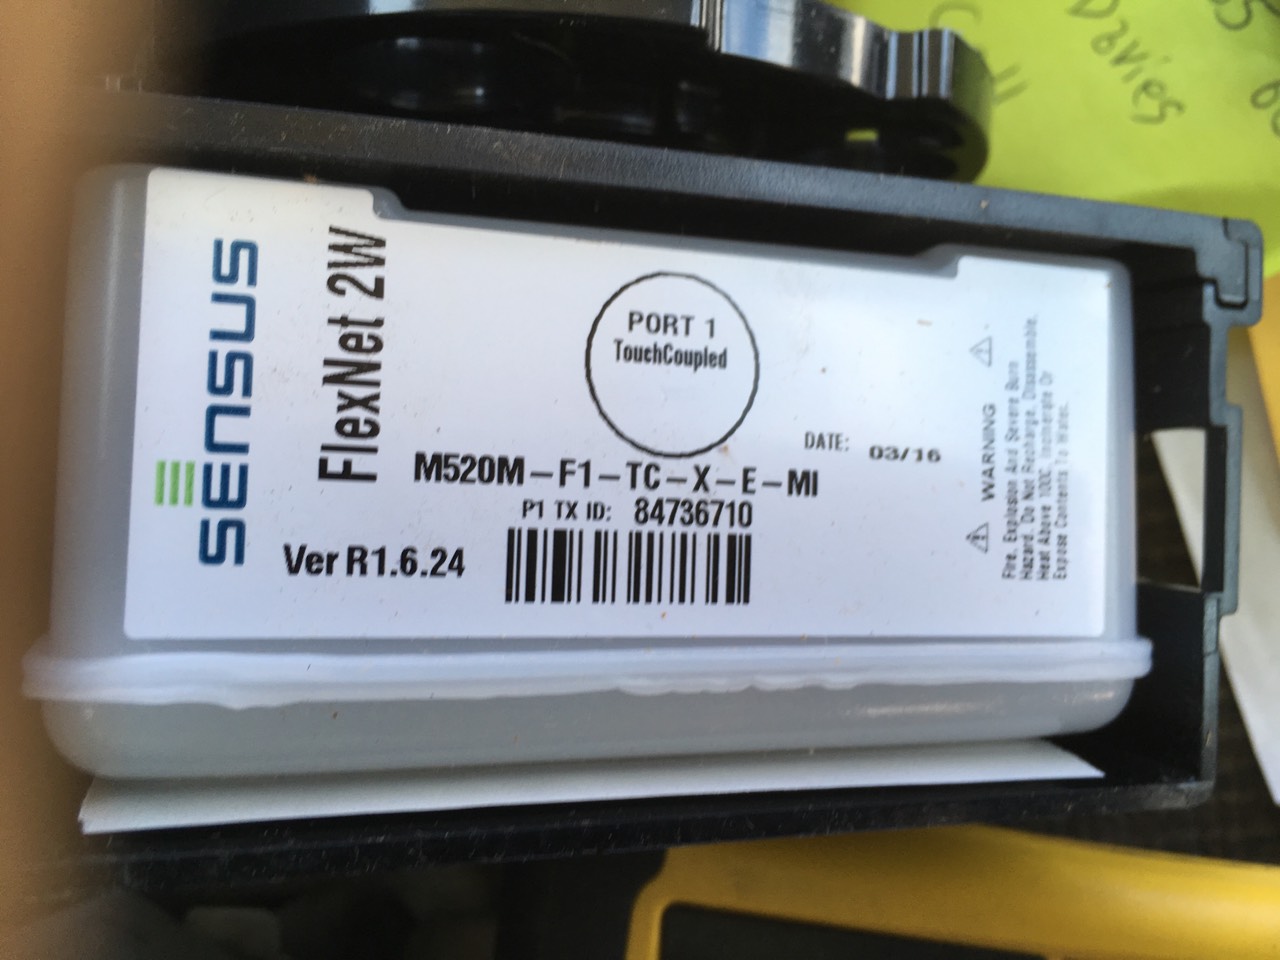 SENSUS
FlexNet 2W
PORT 1
TouchCoupled
DATE: 03/16
M520M-F1-TC-X-E-MI
P1 TX ID: 84736710
Ver R1.6.24
WARNING
Fire, Explosion And Severe Burn
Hazard. Do Not Recharge, Disassemble,
Heat Above 100C, Incinerate Or
Expose Contents To Water.
Davies